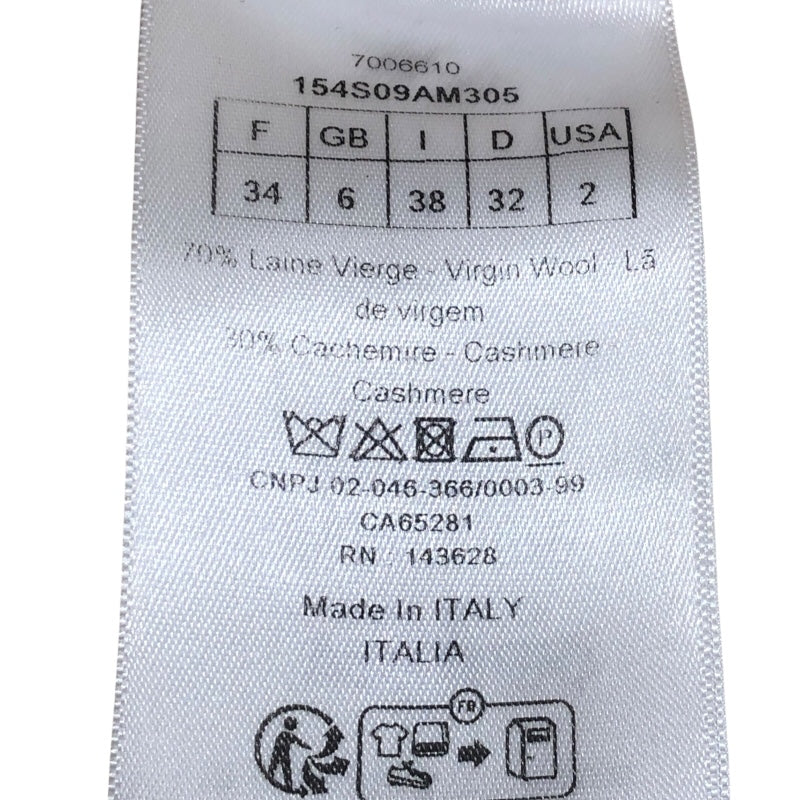 7006610
154S09AM305
F GB I D USA
34 6 38 32 2
70% Laine Vierge - Virgin Wool - Lã
de virgem
30% Cachemire - Cashmere -
Cashmere
P
CNPJ 02-046-366/0003-99
CA65281
RN : 143628
Made In ITALY
ITALIA
FR